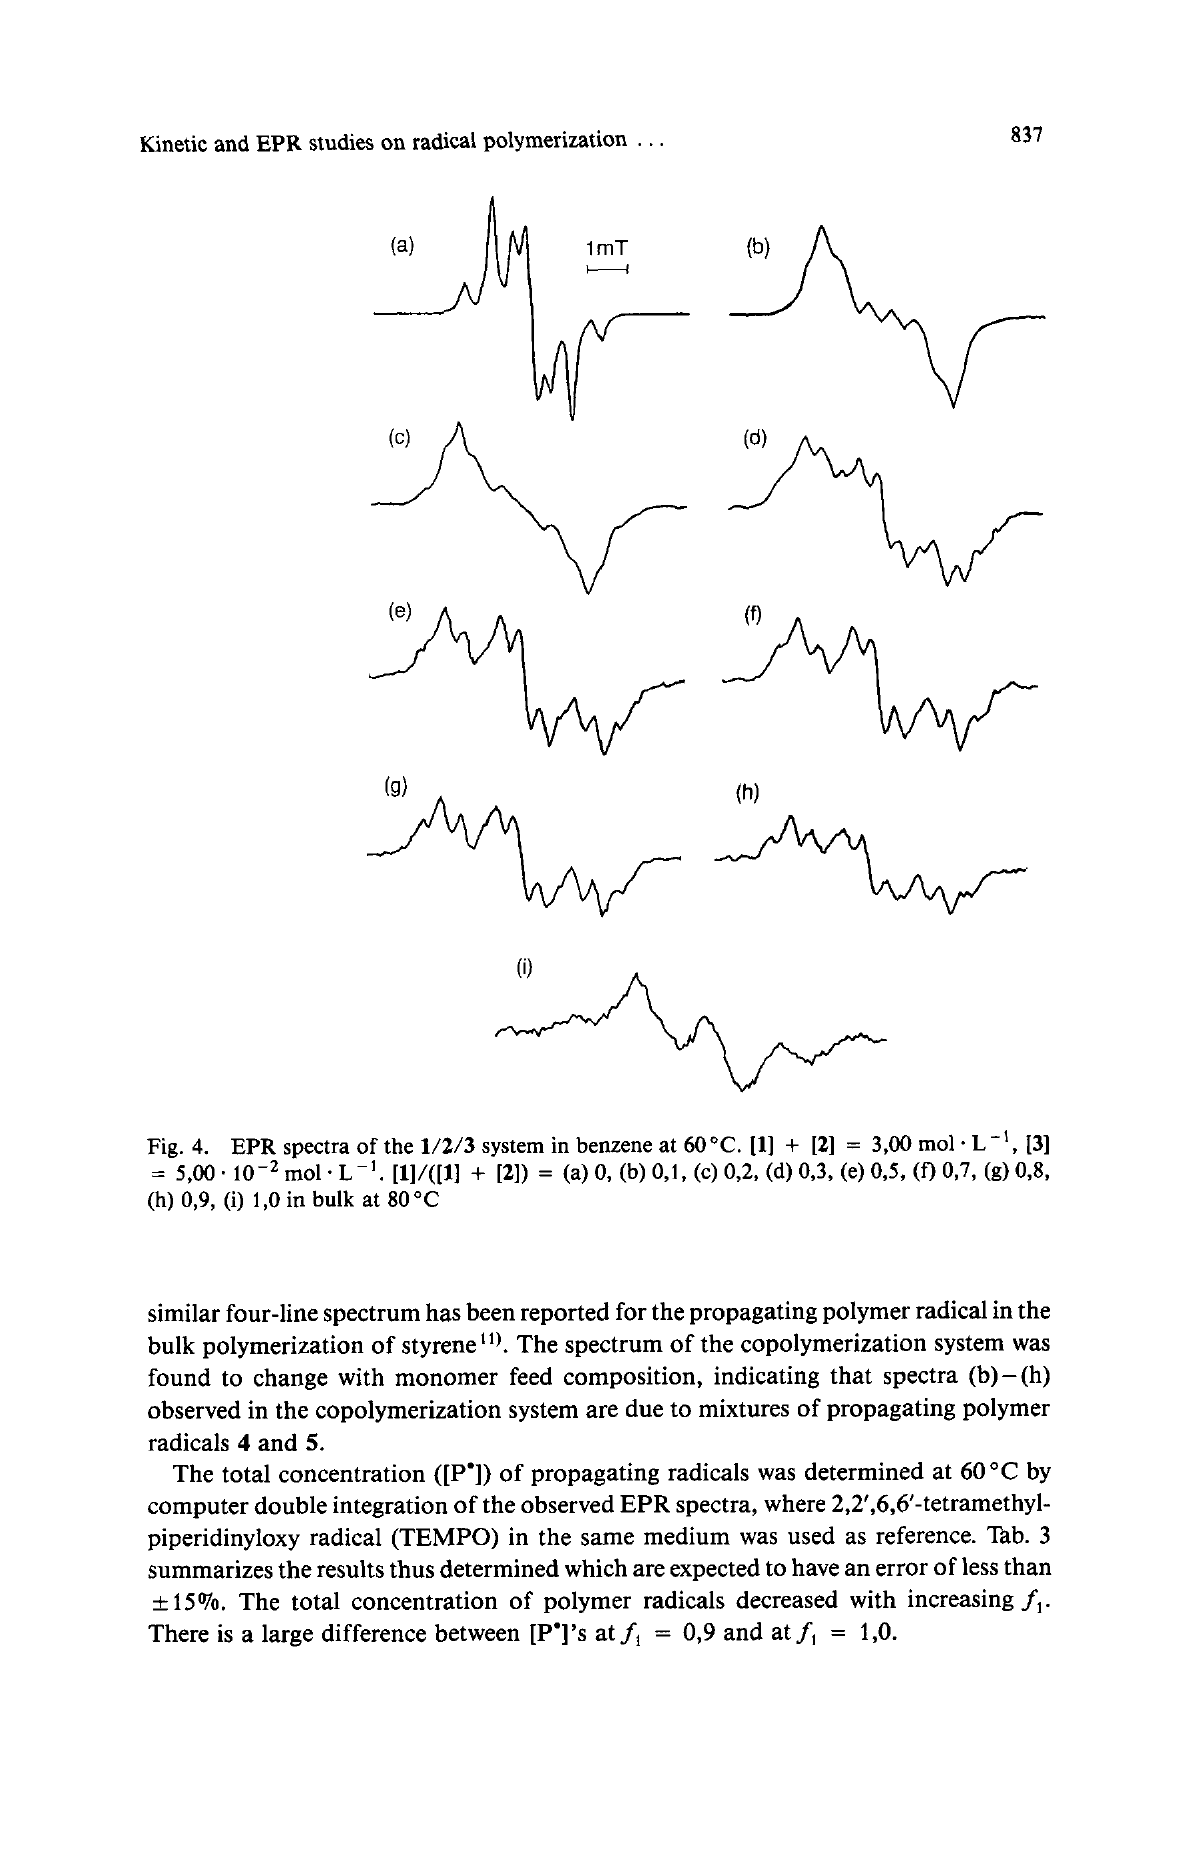 Kinetic and EPR studies on radical polymerization . . .
837
(a)
1mT
(b)
(c)
(d)
(e)
(f)
(g)
(h)
(i)
Fig. 4. EPR spectra of the 1/2/3 system in benzene at 60 °C. [1] + [2] = 3,00 mol · L⁻¹, [3]
= 5,00 · 10⁻² mol · L⁻¹. [1]/([1] + [2]) = (a) 0, (b) 0,1, (c) 0,2, (d) 0,3, (e) 0,5, (f) 0,7, (g) 0,8,
(h) 0,9, (i) 1,0 in bulk at 80 °C
similar four-line spectrum has been reported for the propagating polymer radical in the
bulk polymerization of styrene¹¹⁾. The spectrum of the copolymerization system was
found to change with monomer feed composition, indicating that spectra (b)–(h)
observed in the copolymerization system are due to mixtures of propagating polymer
radicals 4 and 5.
The total concentration ([P•]) of propagating radicals was determined at 60 °C by
computer double integration of the observed EPR spectra, where 2,2′,6,6′-tetramethyl-
piperidinyloxy radical (TEMPO) in the same medium was used as reference. Tab. 3
summarizes the results thus determined which are expected to have an error of less than
±15%. The total concentration of polymer radicals decreased with increasing f₁.
There is a large difference between [P•]'s at f₁ = 0,9 and at f₁ = 1,0.